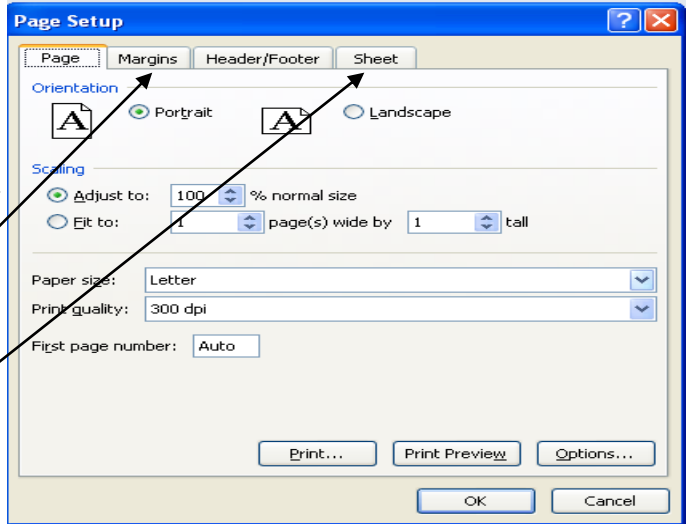 Page Setup
Page Margins Header/Footer Sheet
Orientation
A Portrait A Landscape
Scaling
Adjust to: 100 % normal size
Fit to: 1 page(s) wide by 1 tall
Paper size: Letter
Print quality: 300 dpi
First page number: Auto
Print... Print Preview Options...
OK Cancel